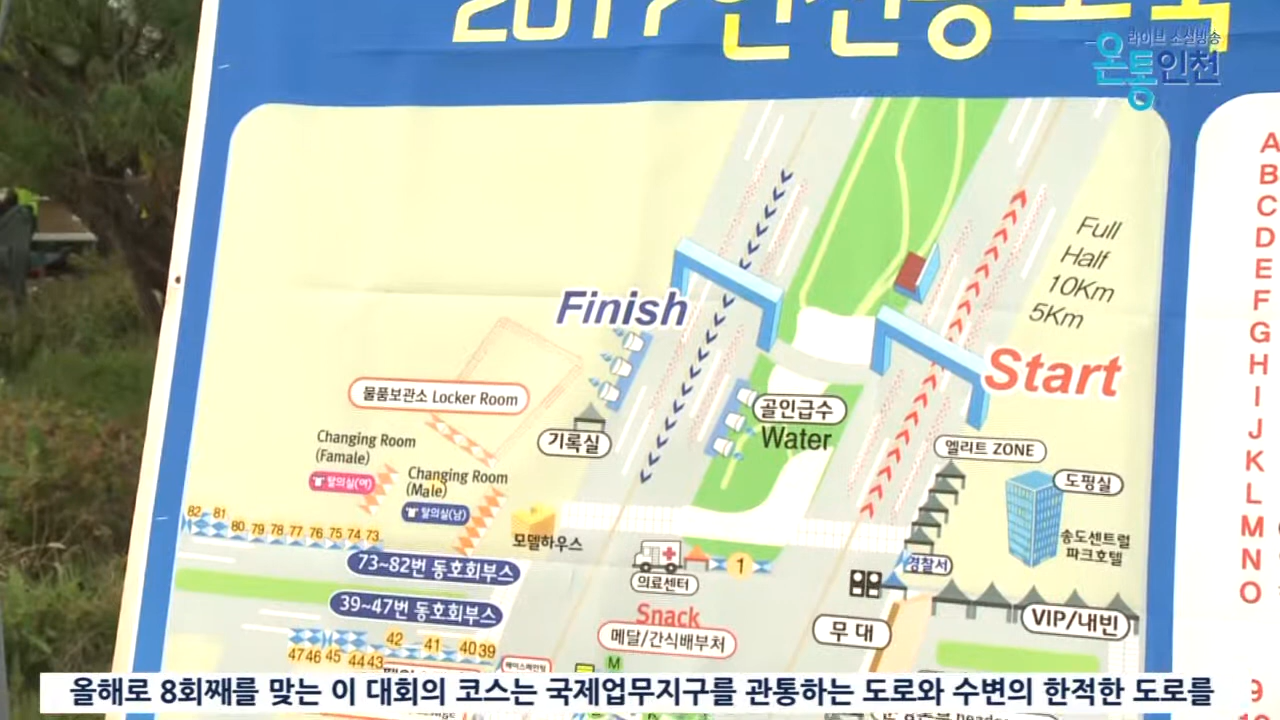 2017 인천송도국
라이브 소셜방송
온통인천
Full
Half
10Km
5Km
Finish
Start
물품보관소 Locker Room
기록실
골인급수
Water
Changing Room
(Famale)
탈의실(여)
Changing Room
(Male)
탈의실(남)
엘리트 ZONE
도핑실
송도센트럴
파크호텔
82 81 80 79 78 77 76 75 74 73
모델하우스
73~82번 동호회부스
의료센터
1
경찰서
39~47번 동호회부스
Snack
메달/간식배부처
무 대
VIP/내빈
42 41 40 39
47 46 45 44 43
페이스페인팅
M
A
B
C
D
E
F
G
H
I
J
K
L
M
N
O
9
10
올해로 8회째를 맞는 이 대회의 코스는 국제업무지구를 관통하는 도로와 수변의 한적한 도로를